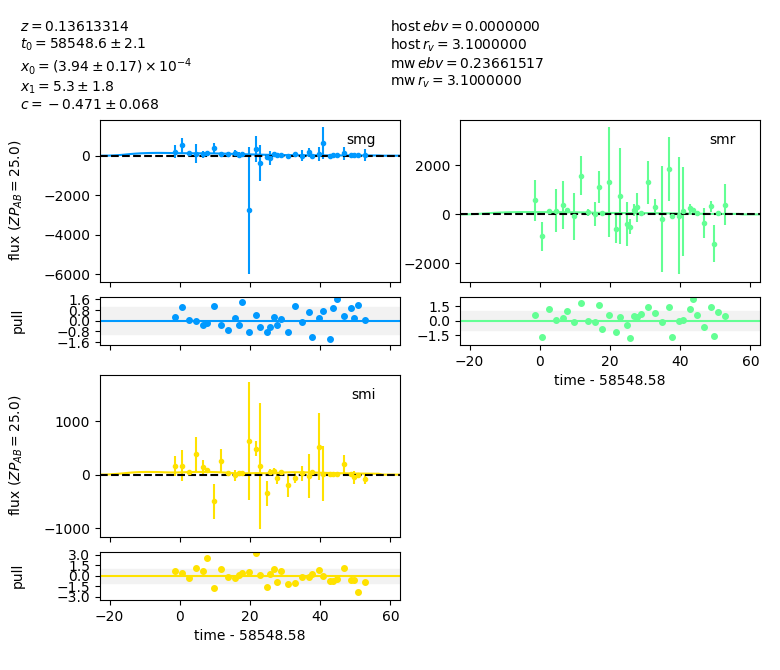 z = 0.13613314
t0 = 58548.6 ± 2.1
x0 = (3.94 ± 0.17) × 10^−4
x1 = 5.3 ± 1.8
c = −0.471 ± 0.068
host ebv = 0.0000000
host r_v = 3.1000000
mw ebv = 0.23661517
mw r_v = 3.1000000
smg
flux (ZP_AB = 25.0)
0
−2000
−4000
−6000
pull
1.6
0.8
0.0
−0.8
−1.6
smr
2000
0
−2000
1.5
0.0
−1.5
−20 0 20 40 60
time - 58548.58
smi
flux (ZP_AB = 25.0)
1000
0
−1000
pull
3.0
1.5
0.0
−1.5
−3.0
−20 0 20 40 60
time - 58548.58